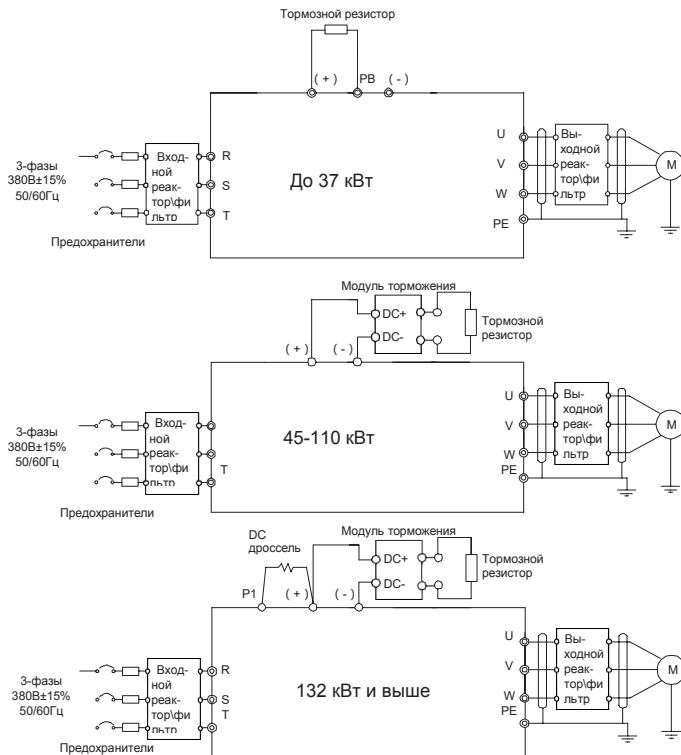 Тормозной резистор
(+) PB (-)
3-фазы
380В±15%
50/60Гц
Предохранители
Вход-
ной
реак-
тор\фи
льтр
R
S
T
До 37 кВт
U
V
W
PE
Вы-
ходной
реак-
тор\фи
льтр
M
Модуль торможения
DC+
DC-
Тормозной
резистор
(+) (-)
3-фазы
380В±15%
50/60Гц
Предохранители
Вход-
ной
реак-
тор\фи
льтр
T
45-110 кВт
U
V
W
PE
Вы-
ходной
реак-
тор\фи
льтр
M
DC
дроссель
Модуль торможения
DC+
DC-
Тормозной
резистор
P1 (+) (-)
3-фазы
380В±15%
50/60Гц
Предохранители
Вход-
ной
реак-
тор\фи
льтр
R
S
T
132 кВт и выше
U
V
W
PE
Вы-
ходной
реак-
тор\фи
льтр
M